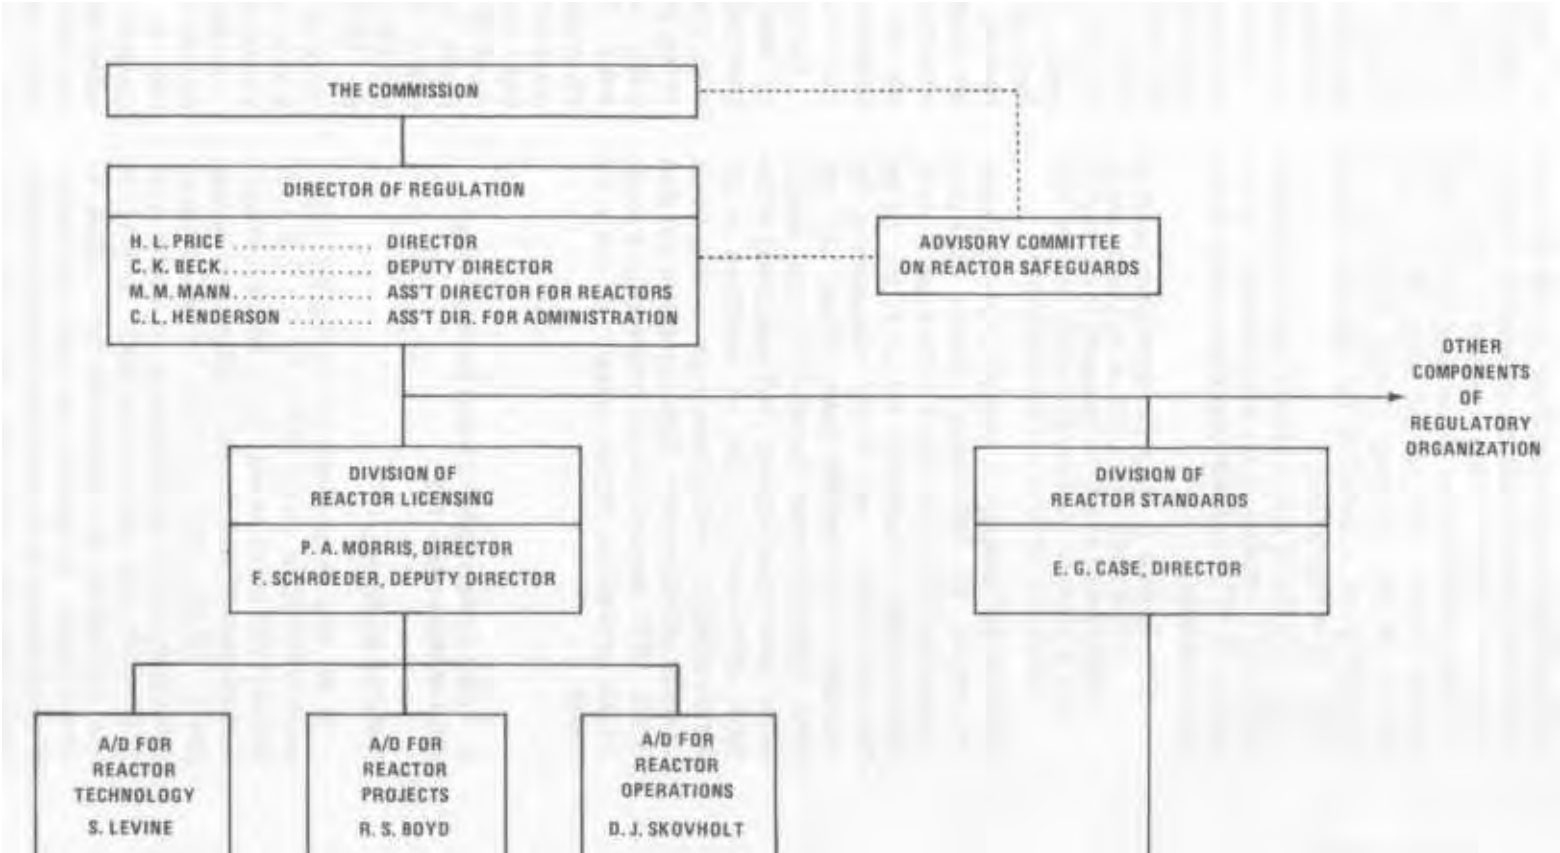 THE COMMISSION
DIRECTOR OF REGULATION
H. L. PRICE ............... DIRECTOR
C. K. BECK ................ DEPUTY DIRECTOR
M. M. MANN ............... ASS'T DIRECTOR FOR REACTORS
C. L. HENDERSON ......... ASS'T DIR. FOR ADMINISTRATION
ADVISORY COMMITTEE
ON REACTOR SAFEGUARDS
OTHER
COMPONENTS
OF
REGULATORY
ORGANIZATION
DIVISION OF
REACTOR LICENSING
P. A. MORRIS, DIRECTOR
F. SCHROEDER, DEPUTY DIRECTOR
DIVISION OF
REACTOR STANDARDS
E. G. CASE, DIRECTOR
A/D FOR
REACTOR
TECHNOLOGY
S. LEVINE
A/D FOR
REACTOR
PROJECTS
R. S. BOYD
A/D FOR
REACTOR
OPERATIONS
D. J. SKOVHOLT